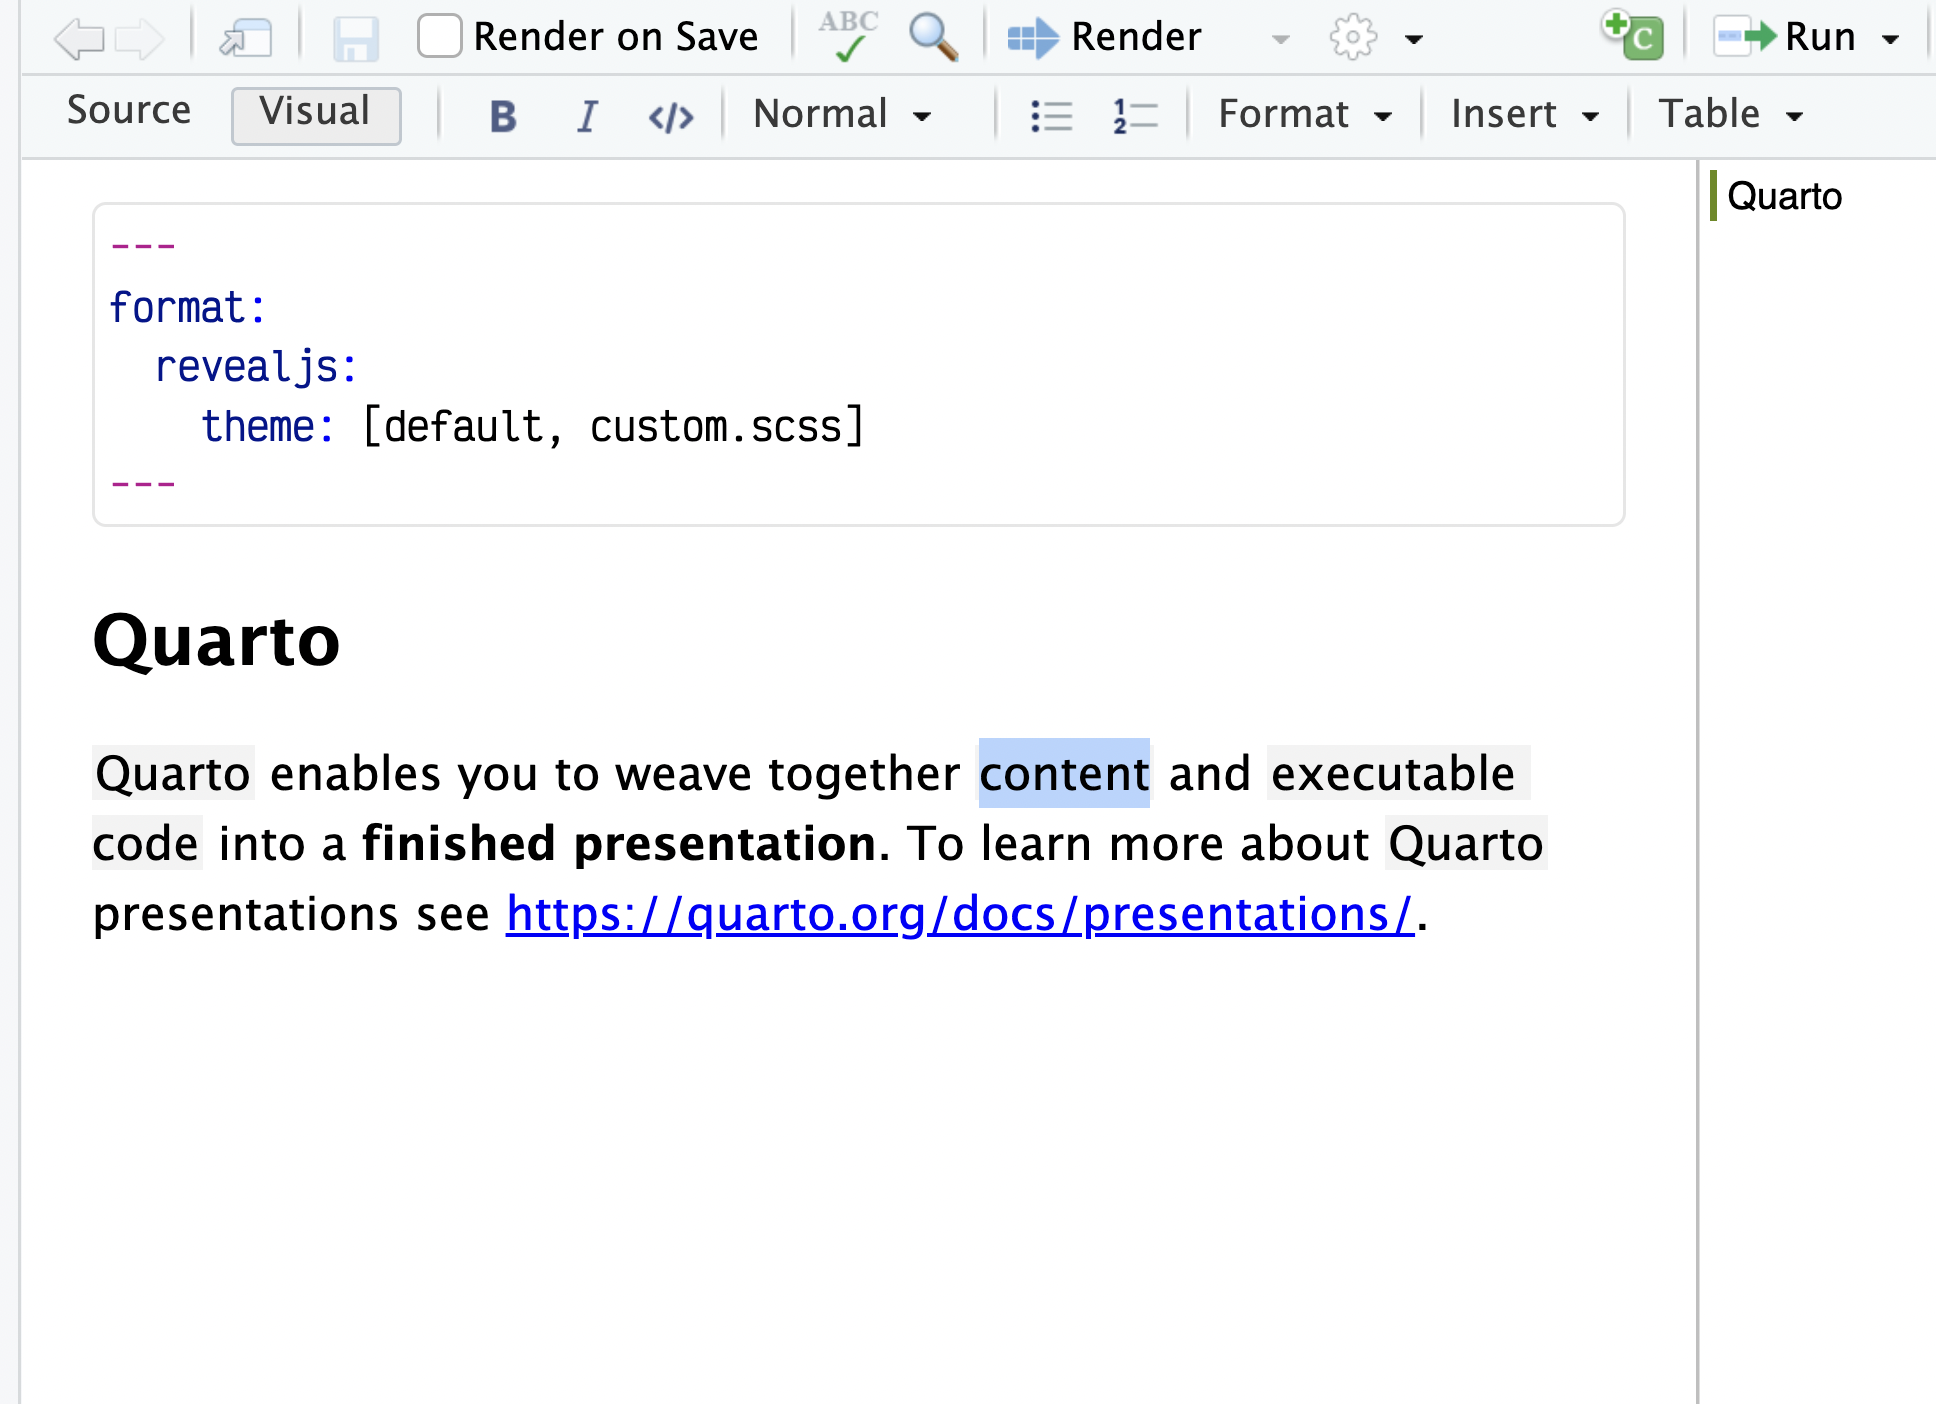 Render on Save ABC Render C Run
Source Visual B I </> Normal 1 2 Format Insert Table
---
format:
revealjs:
theme: [default, custom.scss]
---
Quarto
Quarto
Quarto enables you to weave together content and executable
code into a finished presentation. To learn more about Quarto
presentations see https://quarto.org/docs/presentations/.